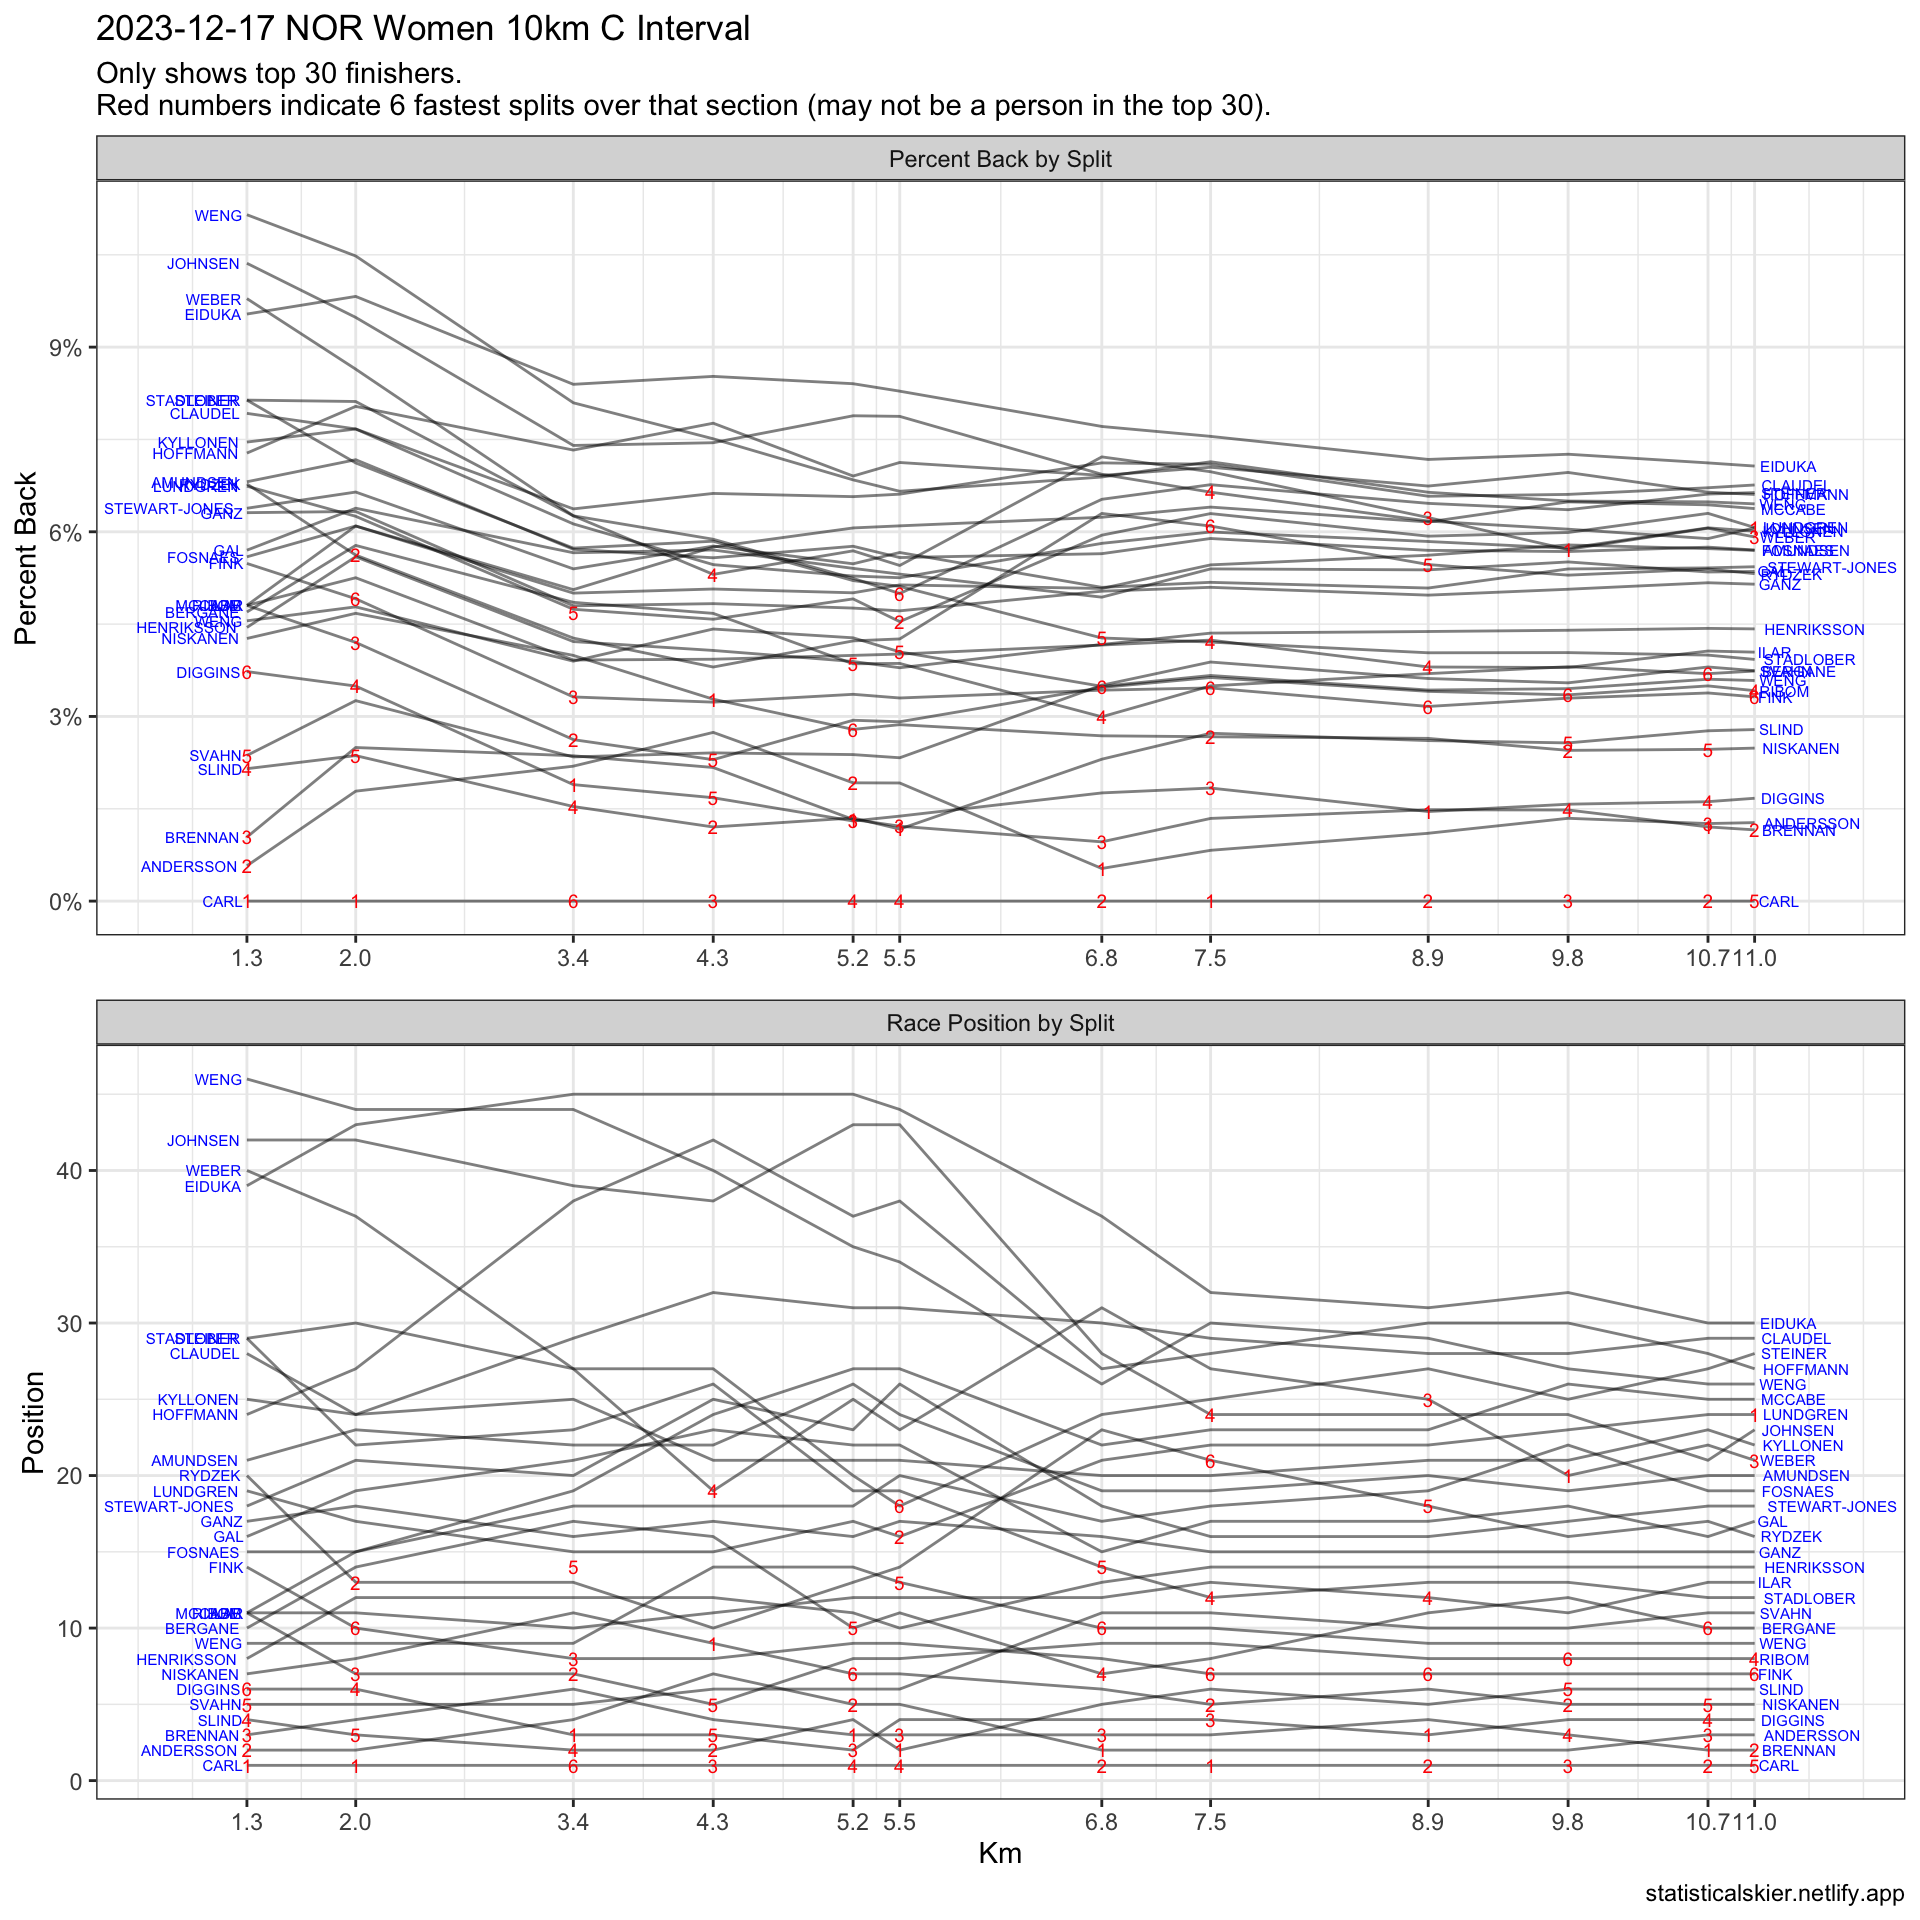 2023-12-17 NOR Women 10km C Interval
Only shows top 30 finishers.
Red numbers indicate 6 fastest splits over that section (may not be a person in the top 30).
Percent Back by Split
Percent Back
9%
6%
3%
0%
WENG
JOHNSEN
WEBER
EIDUKA
CLAUDEL
KYLLONEN
HOFFMANN
STEWART-JONES
GANZ
GAL
FOSNAES
FINK
BERGANE
WENG
HENRIKSSON
NISKANEN
DIGGINS
SVAHN
SLIND
BRENNAN
ANDERSSON
CARL
EIDUKA
CLAUDEL
MCCABE
WEBER
STEWART-JONES
RYDZEK
GANZ
HENRIKSSON
ILAR
STADLOBER
WENG
RIBOM
FINK
SLIND
NISKANEN
DIGGINS
ANDERSSON
BRENNAN
CARL
1.3 2.0 3.4 4.3 5.2 5.5 6.8 7.5 8.9 9.8 10.7 11.0
Race Position by Split
Position
40
30
20
10
0
WENG
JOHNSEN
WEBER
EIDUKA
CLAUDEL
KYLLONEN
HOFFMANN
AMUNDSEN
RYDZEK
LUNDGREN
STEWART-JONES
GANZ
GAL
FOSNAES
FINK
BERGANE
WENG
HENRIKSSON
NISKANEN
DIGGINS
SVAHN
SLIND
BRENNAN
ANDERSSON
CARL
EIDUKA
CLAUDEL
STEINER
HOFFMANN
WENG
MCCABE
LUNDGREN
JOHNSEN
KYLLONEN
WEBER
AMUNDSEN
FOSNAES
STEWART-JONES
GAL
RYDZEK
GANZ
HENRIKSSON
ILAR
STADLOBER
SVAHN
BERGANE
WENG
RIBOM
FINK
SLIND
NISKANEN
DIGGINS
ANDERSSON
BRENNAN
CARL
1.3 2.0 3.4 4.3 5.2 5.5 6.8 7.5 8.9 9.8 10.7 11.0
Km
statisticalskier.netlify.app